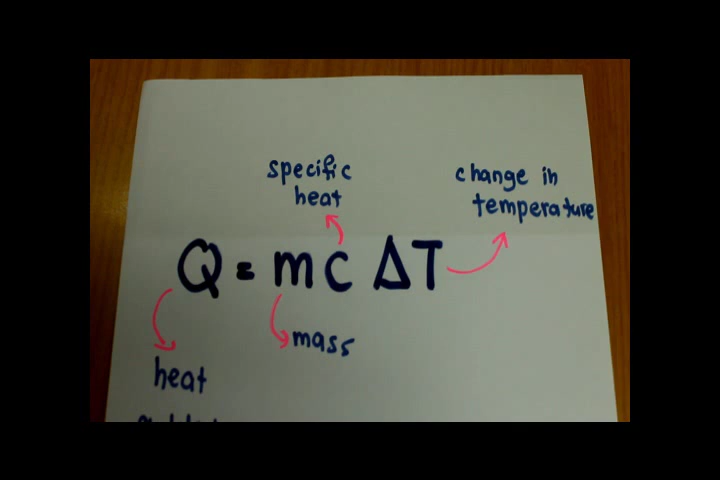 specific
heat
change in
temperature
Q = mc ΔT
mass
heat